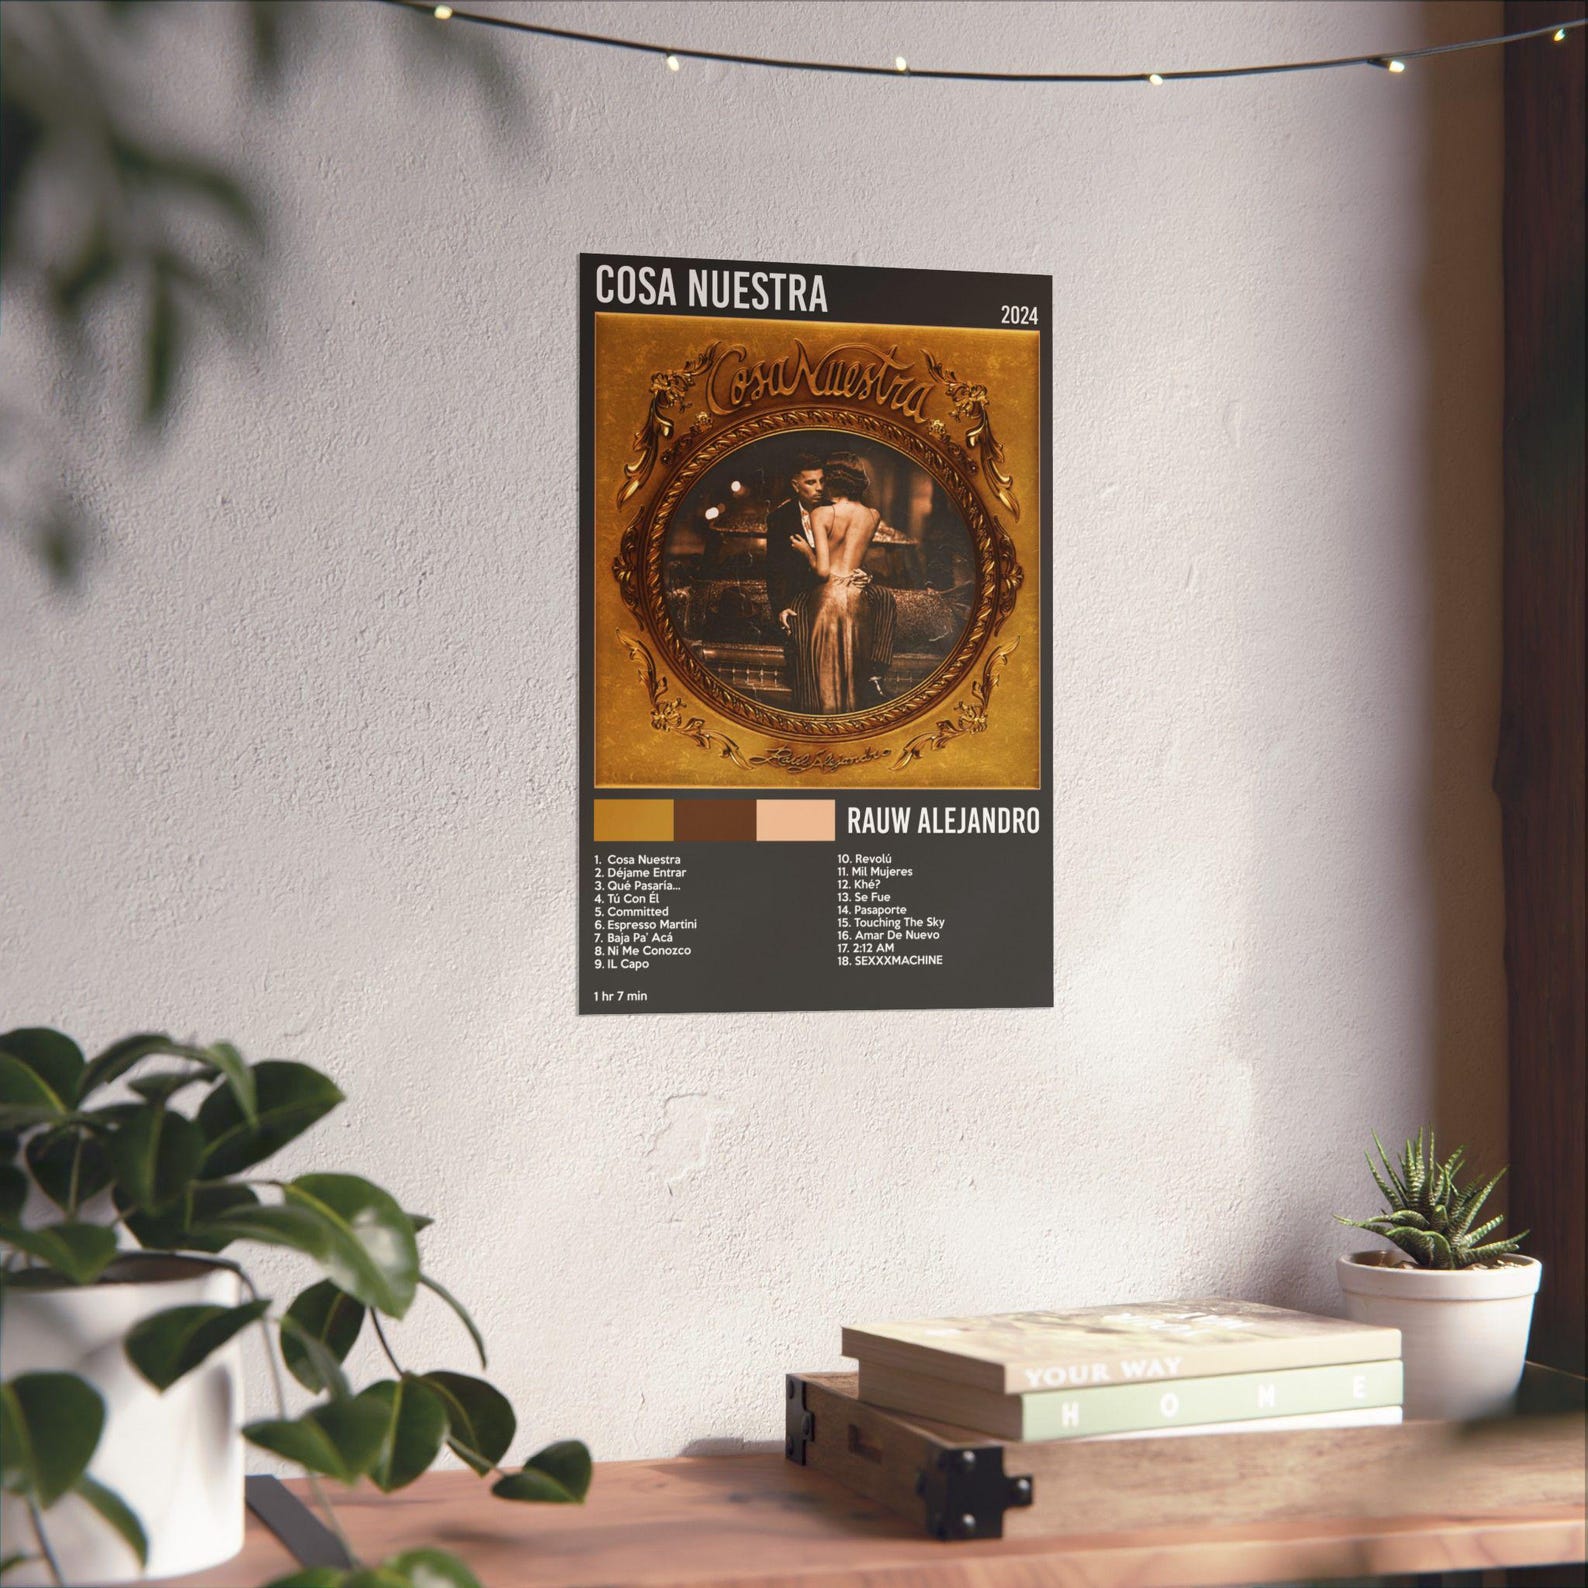 COSA NUESTRA
2024
Cosa Nuestra
Raul Alejandro
RAUW ALEJANDRO
1. Cosa Nuestra
2. Déjame Entrar
3. Qué Pasaría...
4. Tú Con Él
5. Committed
6. Espresso Martini
7. Baja Pa' Acá
8. Ni Me Conozco
9. IL Capo
10. Revolú
11. Mil Mujeres
12. Khé?
13. Se Fue
14. Pasaporte
15. Touching The Sky
16. Amar De Nuevo
17. 2:12 AM
18. SEXXXMACHINE
1 hr 7 min
YOUR WAY
HOME